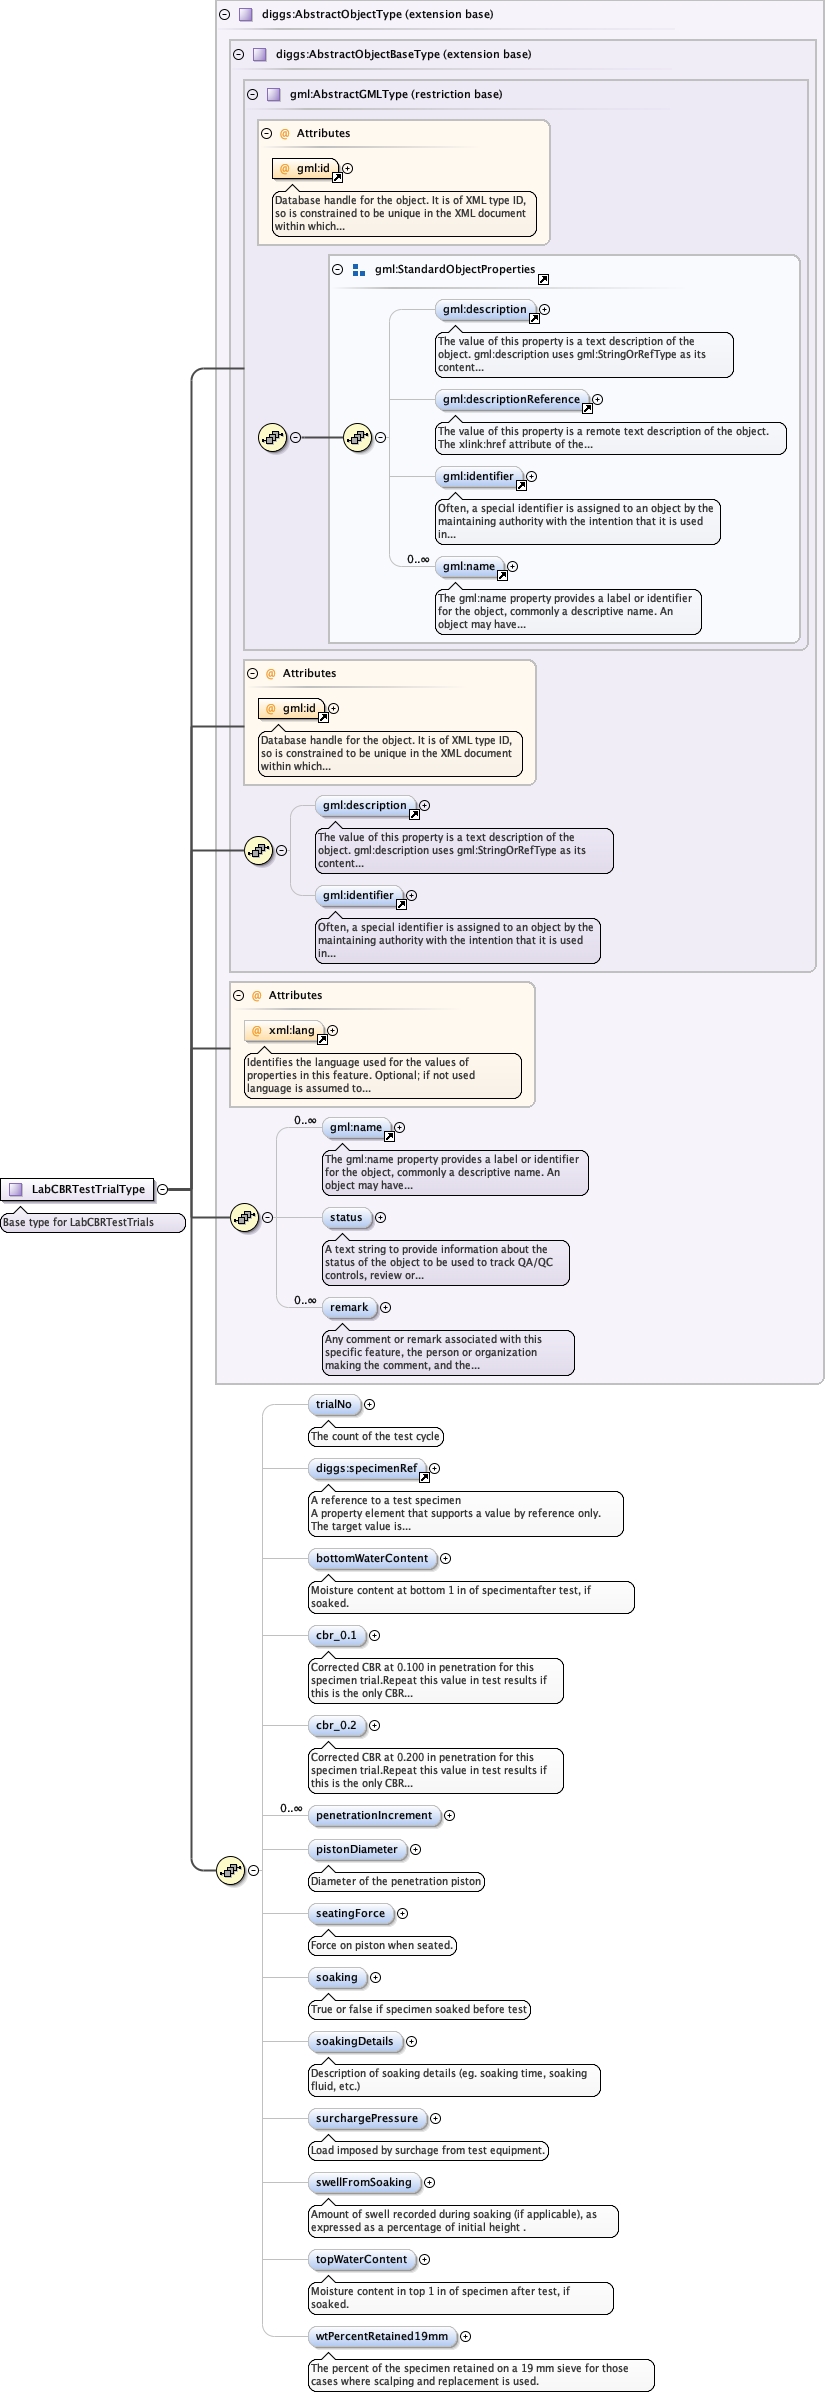 diggs:AbstractObjectType (extension base)
diggs:AbstractObjectBaseType (extension base)
gml:AbstractGMLType (restriction base)
@ Attributes
@ gml:id
Database handle for the object. It is of XML type ID,
so is constrained to be unique in the XML document
within which...
gml:StandardObjectProperties
gml:description
The value of this property is a text description of the
object. gml:description uses gml:StringOrRefType as its
content...
gml:descriptionReference
The value of this property is a remote text description of the object.
The xlink:href attribute of the...
gml:identifier
Often, a special identifier is assigned to an object by the
maintaining authority with the intention that it is used
in...
0..∞
gml:name
The gml:name property provides a label or identifier
for the object, commonly a descriptive name. An
object may have...
@ Attributes
@ gml:id
Database handle for the object. It is of XML type ID,
so is constrained to be unique in the XML document
within which...
gml:description
The value of this property is a text description of the
object. gml:description uses gml:StringOrRefType as its
content...
gml:identifier
Often, a special identifier is assigned to an object by the
maintaining authority with the intention that it is used
in...
@ Attributes
@ xml:lang
Identifies the language used for the values of
properties in this feature. Optional; if not used
language is assumed to...
0..∞
gml:name
The gml:name property provides a label or identifier
for the object, commonly a descriptive name. An
object may have...
LabCBRTestTrialType
Base type for LabCBRTestTrials
status
A text string to provide information about the
status of the object to be used to track QA/QC
controls, review or...
0..∞
remark
Any comment or remark associated with this
specific feature, the person or organization
making the comment, and the...
trialNo
The count of the test cycle
diggs:specimenRef
A reference to a test specimen
A property element that supports a value by reference only.
The target value is...
bottomWaterContent
Moisture content at bottom 1 in of specimentafter test, if
soaked.
cbr_0.1
Corrected CBR at 0.100 in penetration for this
specimen trial.Repeat this value in test results if
this is the only CBR...
cbr_0.2
Corrected CBR at 0.200 in penetration for this
specimen trial.Repeat this value in test results if
this is the only CBR...
0..∞
penetrationIncrement
pistonDiameter
Diameter of the penetration piston
seatingForce
Force on piston when seated.
soaking
True or false if specimen soaked before test
soakingDetails
Description of soaking details (eg. soaking time, soaking
fluid, etc.)
surchargePressure
Load imposed by surchage from test equipment.
swellFromSoaking
Amount of swell recorded during soaking (if applicable), as
expressed as a percentage of initial height .
topWaterContent
Moisture content in top 1 in of specimen after test, if
soaked.
wtPercentRetained19mm
The percent of the specimen retained on a 19 mm sieve for those
cases where scalping and replacement is used.